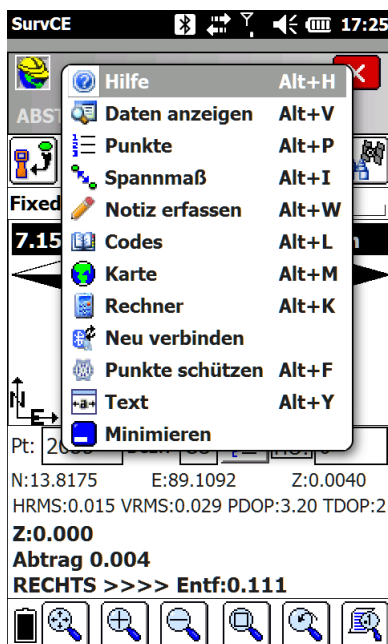 SurvCE 17:25
ABST
Hilfe Alt+H
Daten anzeigen Alt+V
Punkte Alt+P
Spannmaß Alt+I
Notiz erfassen Alt+W
Codes Alt+L
Karte Alt+M
Rechner Alt+K
Neu verbinden
Punkte schützen Alt+F
Text Alt+Y
Minimieren
Fixed
7.15
N
E
Pt:
N:13.8175 E:89.1092 Z:0.0040
HRMS:0.015 VRMS:0.029 PDOP:3.20 TDOP:2
Z:0.000
Abtrag 0.004
RECHTS >>>> Entf:0.111